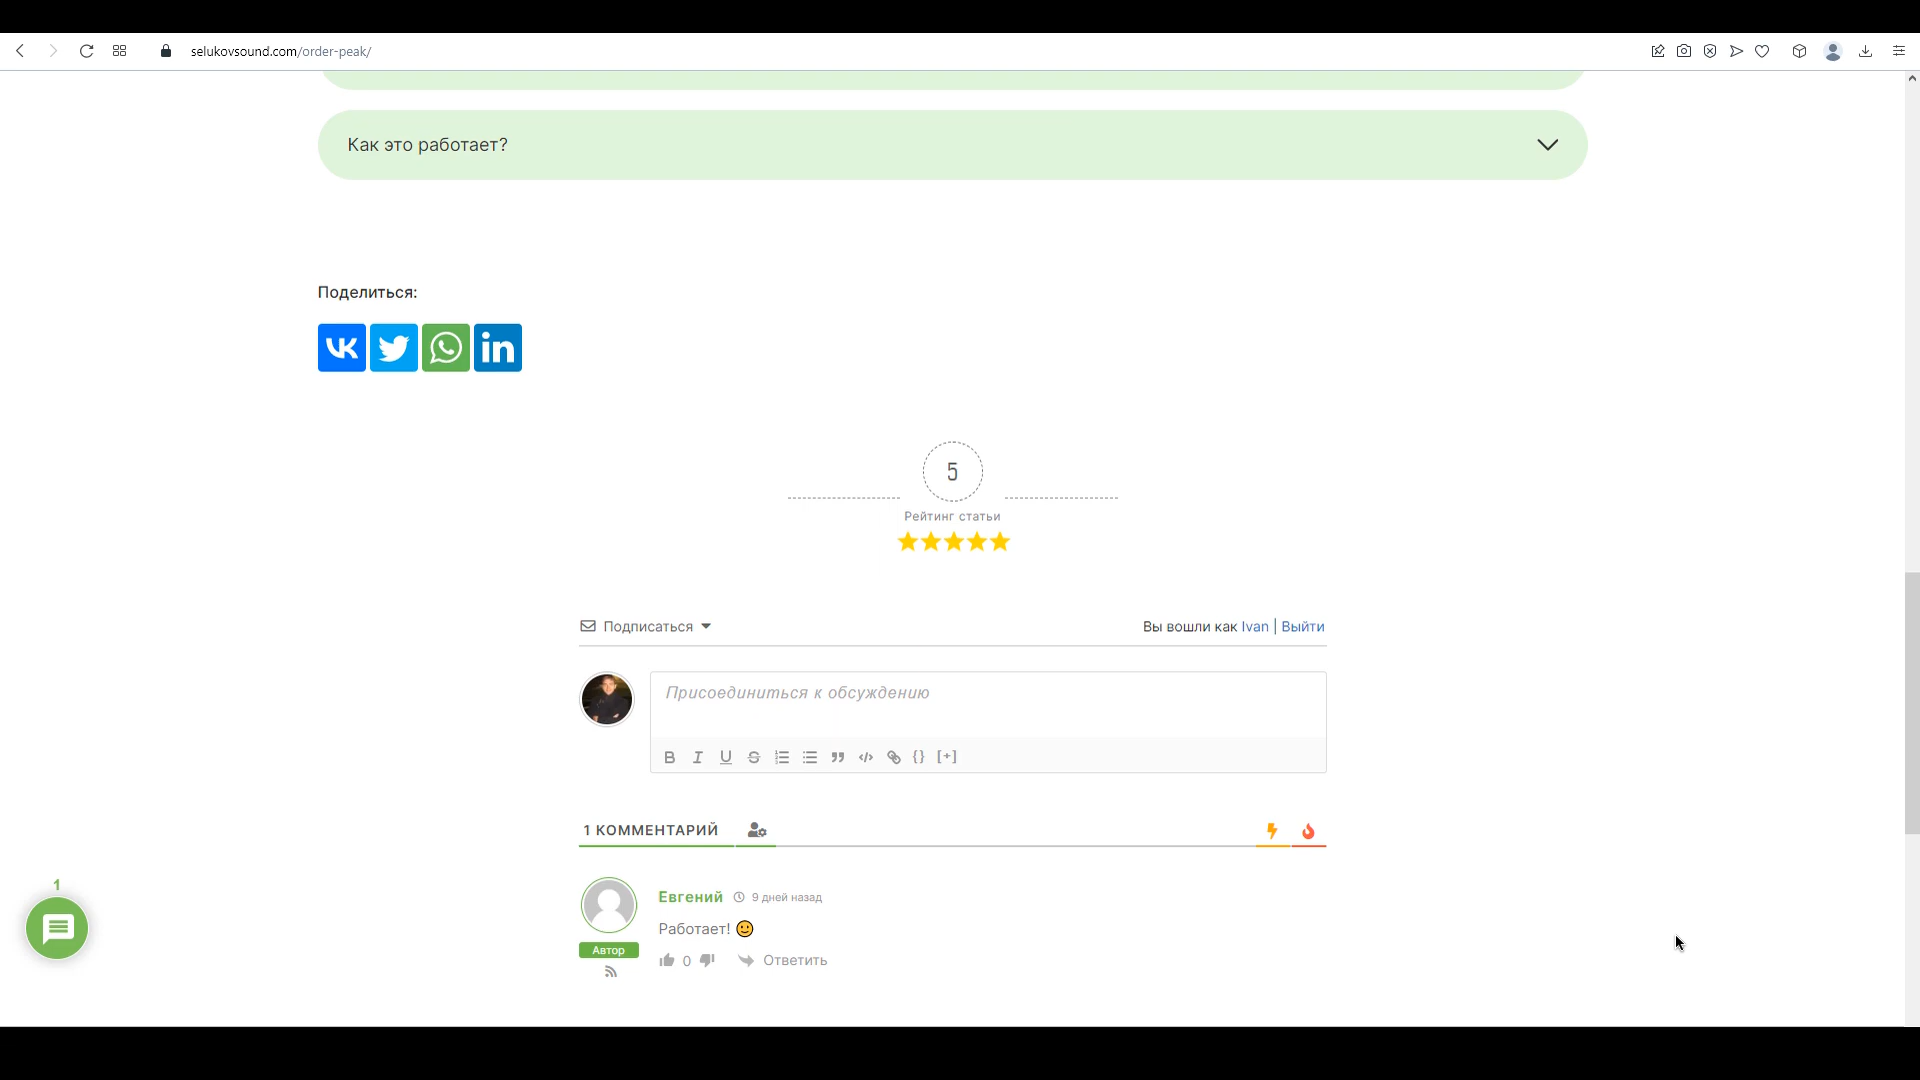 selukovsound.com/order-peak/
Как это работает?
Поделиться:
5
Рейтинг статьи
Подписаться
Вы вошли как Ivan | Выйти
Присоединиться к обсуждению
B I U S {} [+]
1 КОММЕНТАРИЙ
Евгений 9 дней назад
Работает!
Автор
0 Ответить
1